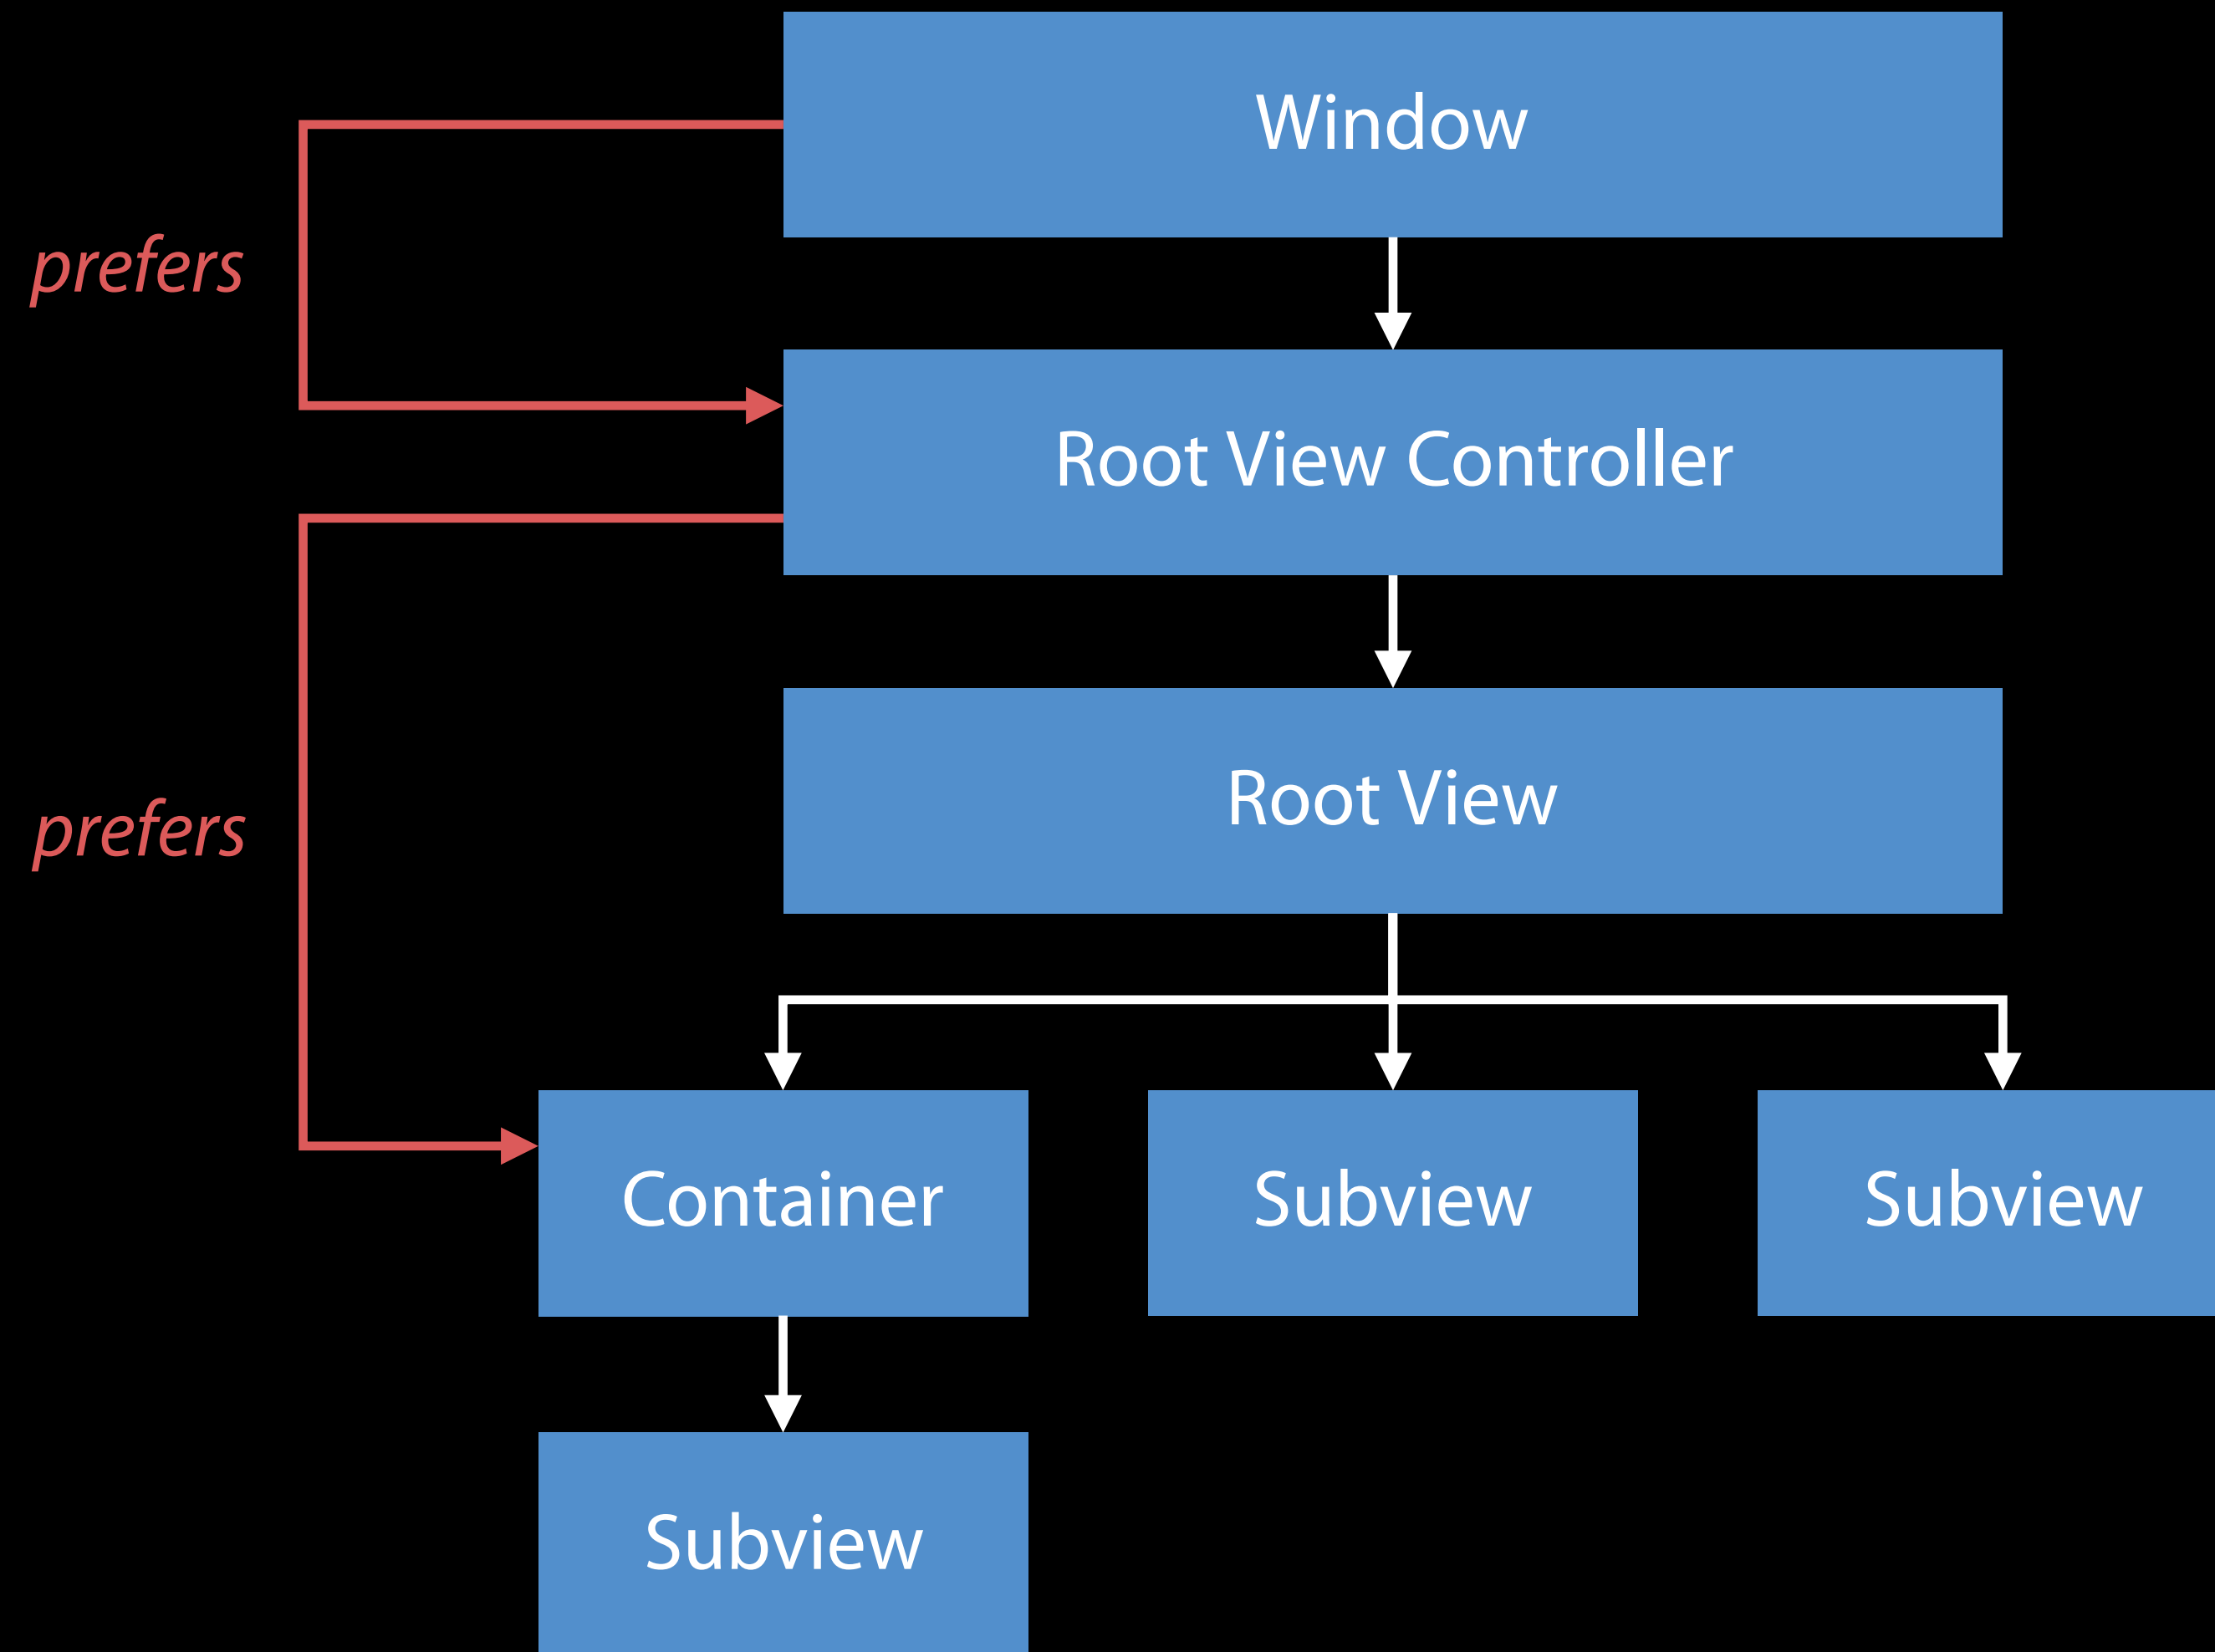 Window
prefers
Root View Controller
Root View
prefers
Container
Subview
Subview
Subview